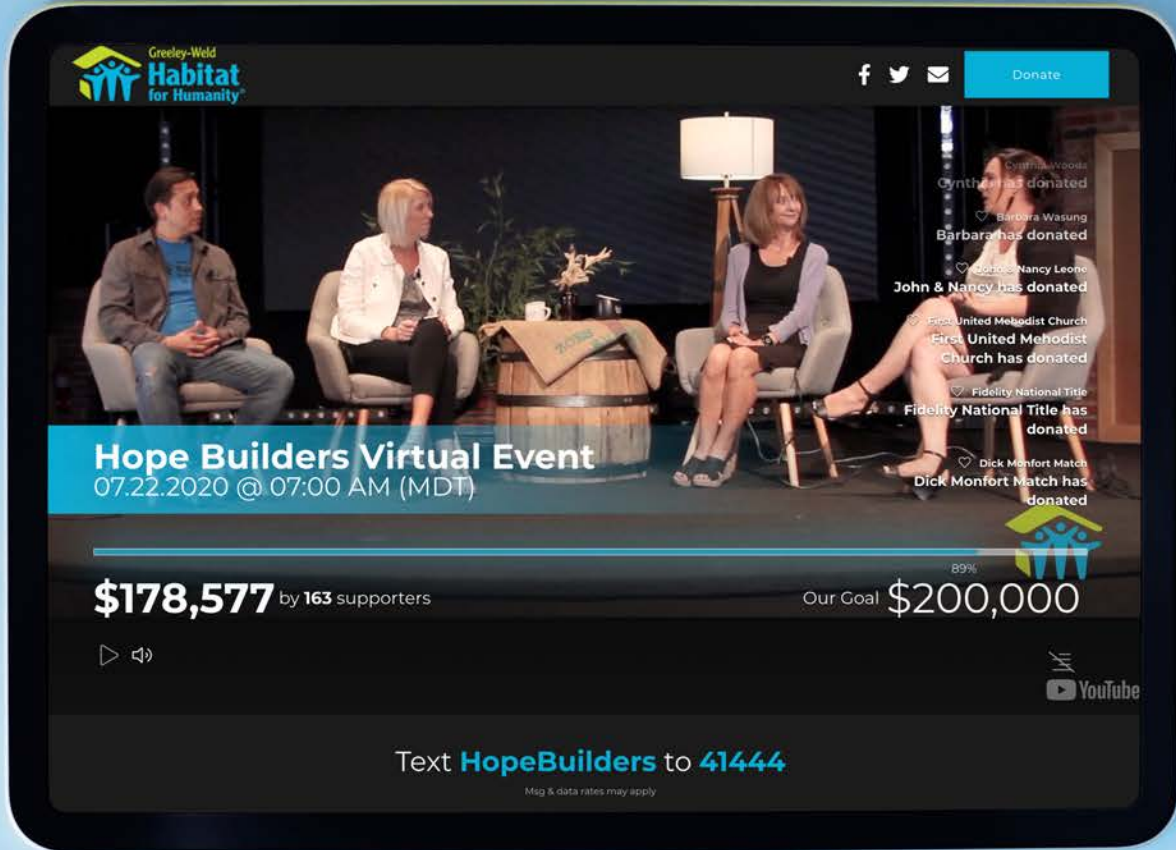 Greeley-Weld
Habitat
for Humanity®
Donate
Cynthia Woods
Cynthia has donated
Barbara Wasung
Barbara has donated
John & Nancy Leone
John & Nancy has donated
First United Mehodist Church
First United Mehodist
Church has donated
Fidelity National Title
Fidelity National Title has
donated
Dick Monfort Match
Dick Monfort Match has
donated
Hope Builders Virtual Event
07.22.2020 @ 07:00 AM (MDT)
89%
$178,577 by 163 supporters
Our Goal $200,000
YouTube
Text HopeBuilders to 41444
Msg & data rates may apply